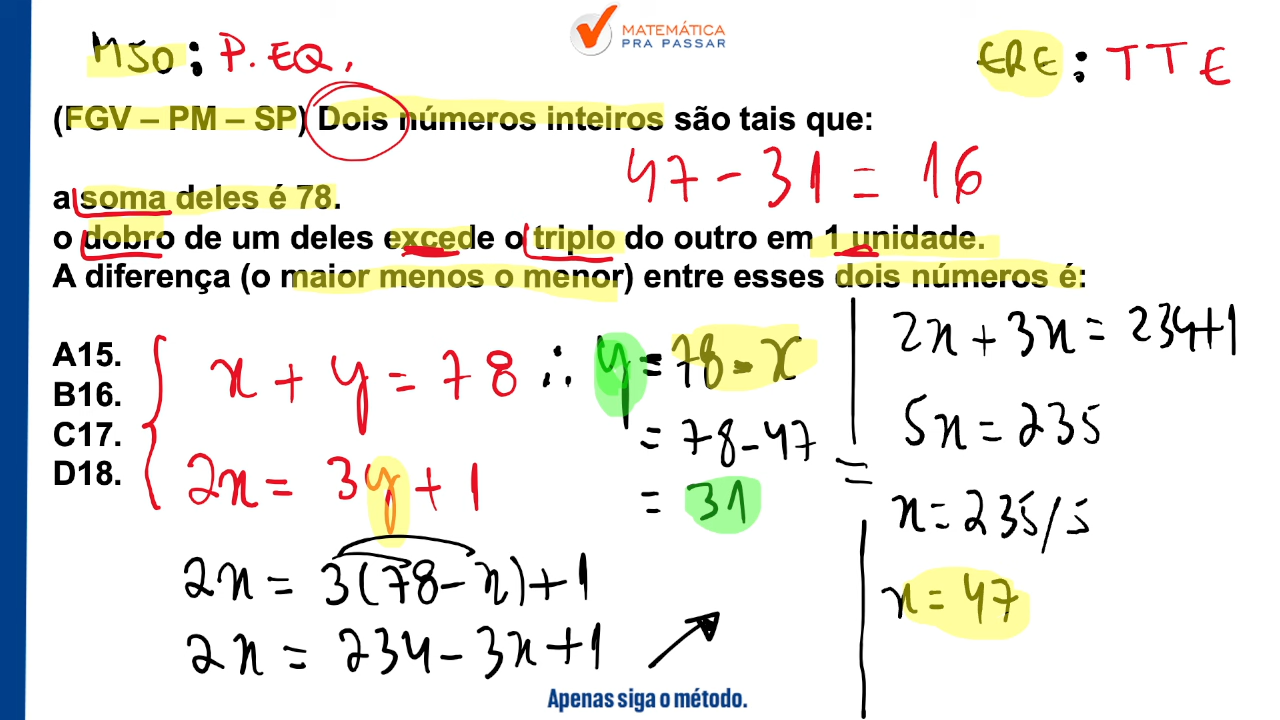 MATEMÁTICA
PRA PASSAR
M50 : P. EQ.
ERE : TTE
(FGV – PM – SP) Dois números inteiros são tais que:
47 - 31 = 16
a soma deles é 78.
o dobro de um deles excede o triplo do outro em 1 unidade.
A diferença (o maior menos o menor) entre esses dois números é:
A15.
B16.
C17.
D18.
x + y = 78 ∴ y = 78 - x
= 78 - 47 =
= 31
2x = 3y + 1
2x = 3(78 - x) + 1
2x = 234 - 3x + 1
2x + 3x = 234+1
5x = 235
x = 235/5
x = 47
Apenas siga o método.